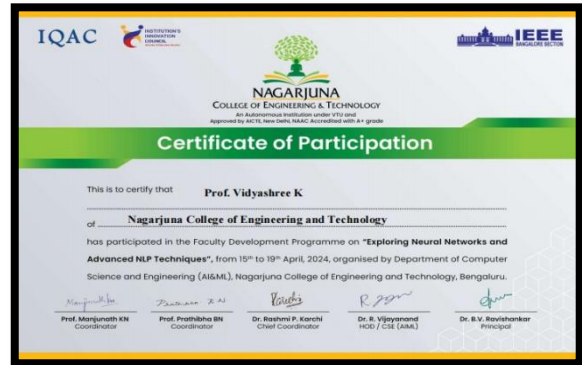 IQAC
INSTITUTION'S
INNOVATION
COUNCIL
IEEE
BANGALORE SECTION
NAGARJUNA
COLLEGE OF ENGINEERING & TECHNOLOGY
An Autonomous Institution under VTU and
Approved by AICTE, New Delhi, NAAC Accredited with A+ grade
Certificate of Participation
This is to certify that Prof. Vidyashree K
of Nagarjuna College of Engineering and Technology
has participated in the Faculty Development Programme on "Exploring Neural Networks and
Advanced NLP Techniques", from 15th to 19th April, 2024, organised by Department of Computer
Science and Engineering (AI&ML), Nagarjuna College of Engineering and Technology, Bengaluru.
Prof. Manjunath KN Prof. Prathibha BN Dr. Rashmi P. Karchi Dr. R. Vijayanand Dr. B.V. Ravishankar
Coordinator Coordinator Chief Coordinator HOD / CSE (AIML) Principal